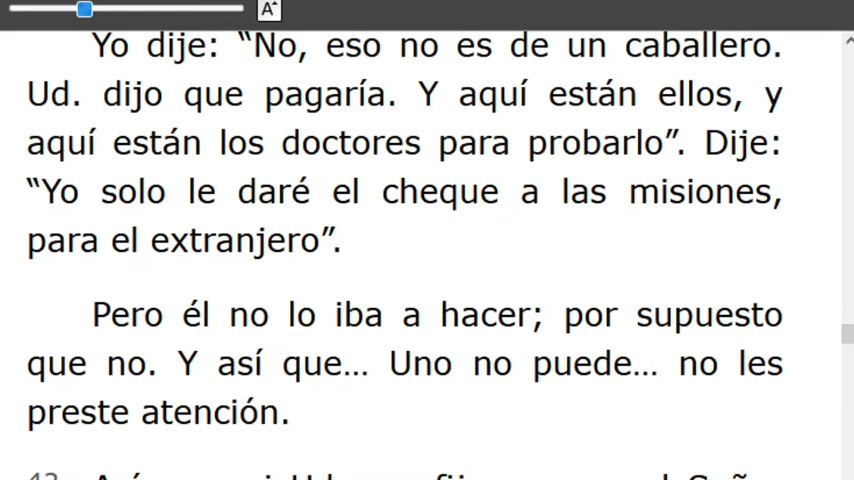 A
Yo dije: “No, eso no es de un caballero.
Ud. dijo que pagaría. Y aquí están ellos, y
aquí están los doctores para probarlo”. Dije:
“Yo solo le daré el cheque a las misiones,
para el extranjero”.
Pero él no lo iba a hacer; por supuesto
que no. Y así que… Uno no puede… no les
preste atención.